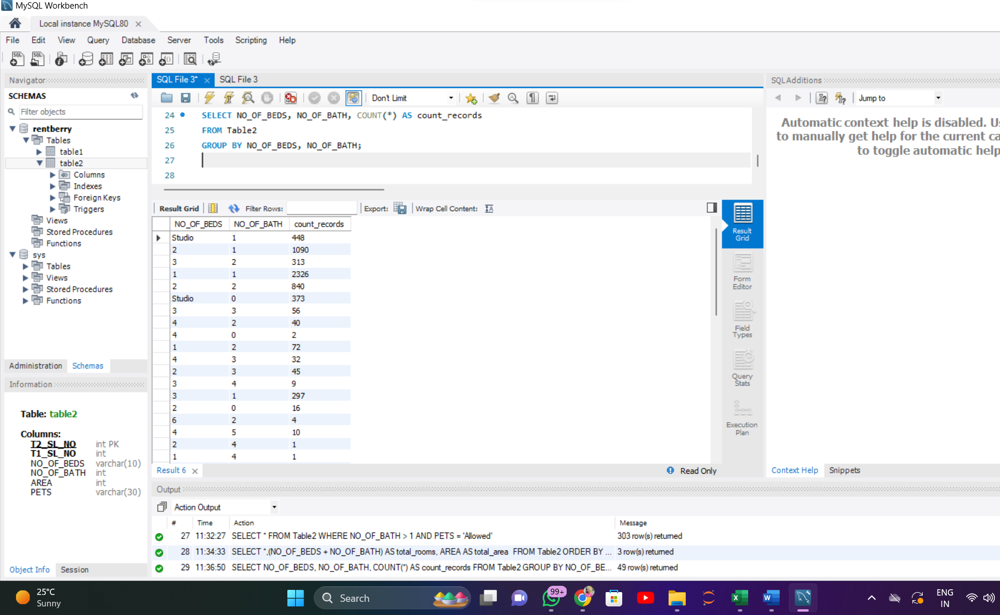 MySQL Workbench
Local instance MySQL80
File Edit View Query Database Server Tools Scripting Help
Navigator
SCHEMAS
Filter objects
rentberry
Tables
table1
table2
Columns
Indexes
Foreign Keys
Triggers
Views
Stored Procedures
Functions
sys
Tables
Views
Stored Procedures
Functions
Administration Schemas
Information
Table: table2
Columns:
T2_SL_NO int PK
T1_SL_NO int
NO_OF_BEDS varchar(10)
NO_OF_BATH int
AREA int
PETS varchar(30)
Object Info Session
SQL File 3* SQL File 3
Don't Limit
24 SELECT NO_OF_BEDS, NO_OF_BATH, COUNT(*) AS count_records
25 FROM Table2
26 GROUP BY NO_OF_BEDS, NO_OF_BATH;
27
28
Result Grid Filter Rows: Export: Wrap Cell Content:
NO_OF_BEDS NO_OF_BATH count_records
Studio 1 448
2 1 1090
3 2 313
1 1 2326
2 2 840
Studio 0 373
3 3 56
4 2 40
4 0 2
1 2 72
4 3 32
2 3 45
3 4 9
3 1 297
2 0 16
6 2 4
4 5 10
2 4 1
1 4 1
Result Grid
Form Editor
Field Types
Query Stats
Execution Plan
Result 6
Read Only
SQLAdditions
Jump to
Automatic context help is disabled. Us
to manually get help for the current ca
to toggle automatic help
Context Help Snippets
Output
Action Output
# Time Action Message
27 11:32:27 SELECT * FROM Table2 WHERE NO_OF_BATH > 1 AND PETS = 'Allowed' 303 row(s) returned
28 11:34:33 SELECT *,(NO_OF_BEDS + NO_OF_BATH) AS total_rooms, AREA AS total_area FROM Table2 ORDER BY ... 3 row(s) returned
29 11:36:50 SELECT NO_OF_BEDS, NO_OF_BATH, COUNT(*) AS count_records FROM Table2 GROUP BY NO_OF_BE... 49 row(s) returned
25°C
Sunny
Search
99+
ENG
IN